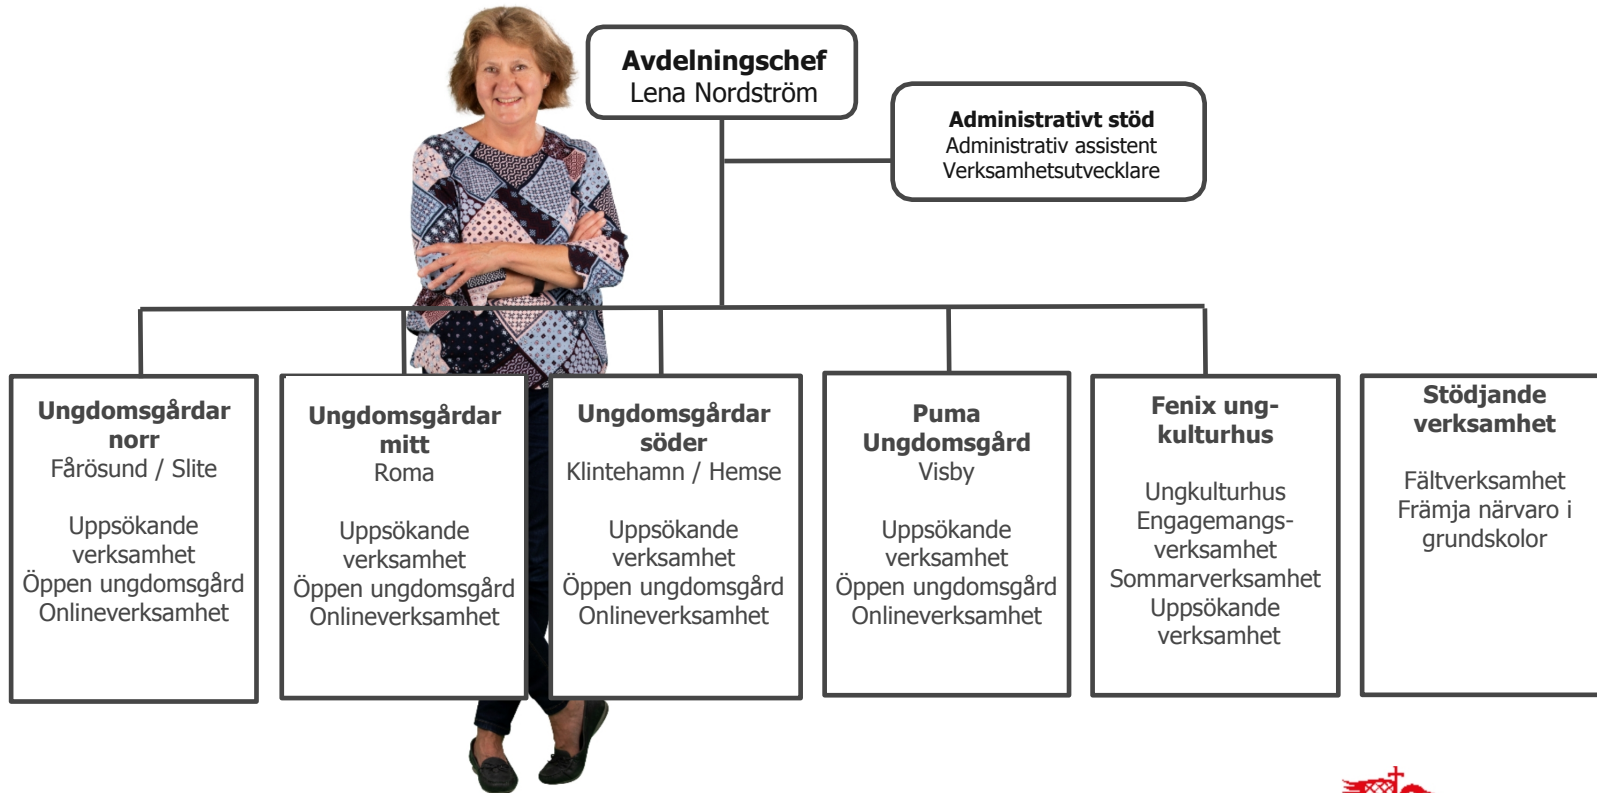 Avdelningschef
Lena Nordström
Administrativt stöd
Administrativ assistent
Verksamhetsutvecklare
Ungdomsgårdar
norr
Fårösund / Slite
Uppsökande
verksamhet
Öppen ungdomsgård
Onlineverksamhet
Ungdomsgårdar
mitt
Roma
Uppsökande
verksamhet
Öppen ungdomsgård
Onlineverksamhet
Ungdomsgårdar
söder
Klintehamn / Hemse
Uppsökande
verksamhet
Öppen ungdomsgård
Onlineverksamhet
Puma
Ungdomsgård
Visby
Uppsökande
verksamhet
Öppen ungdomsgård
Onlineverksamhet
Fenix ung-
kulturhus
Ungkulturhus
Engagemangs-
verksamhet
Sommarverksamhet
Uppsökande
verksamhet
Stödjande
verksamhet
Fältverksamhet
Främja närvaro i
grundskolor